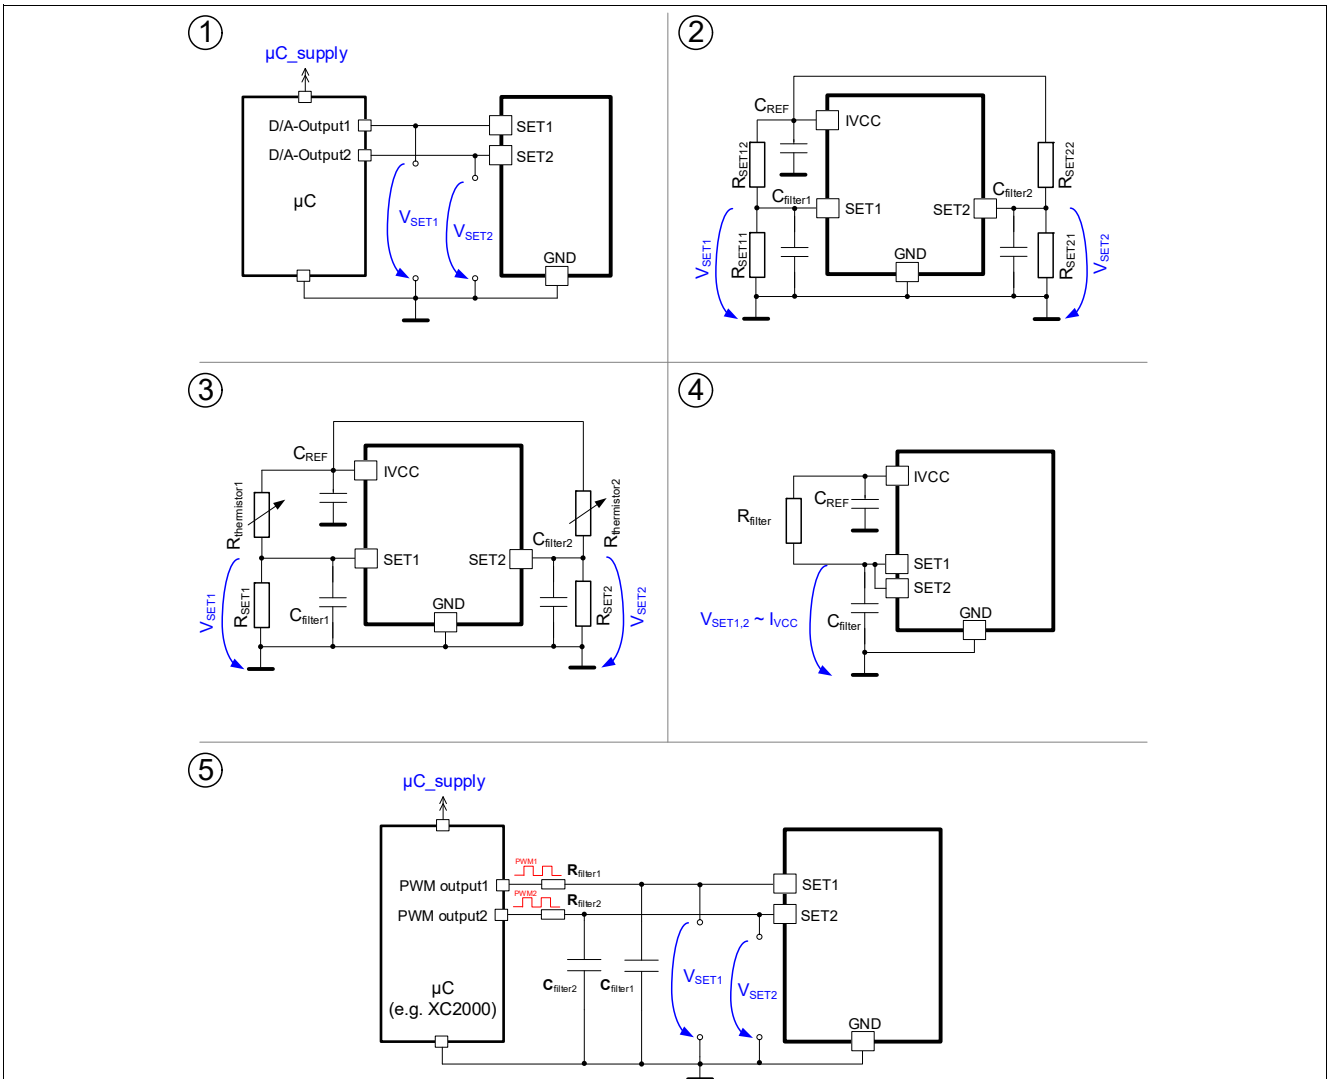 1
µC_supply
D/A-Output1
D/A-Output2
µC
SET1
SET2
GND
VSET1
VSET2
2
CREF
IVCC
RSET12
RSET22
Cfilter1
Cfilter2
SET1
SET2
RSET11
RSET21
GND
VSET1
VSET2
3
CREF
IVCC
Rthermistor1
Rthermistor2
Cfilter2
SET1
SET2
RSET1
RSET2
Cfilter1
GND
VSET1
VSET2
4
IVCC
CREF
Rfilter
SET1
SET2
GND
VSET1,2 ~ IVCC
Cfilter
5
µC_supply
PWM output1
PWM output2
PWM1
PWM2
Rfilter1
Rfilter2
SET1
SET2
µC
(e.g. XC2000)
Cfilter2
Cfilter1
VSET1
VSET2
GND